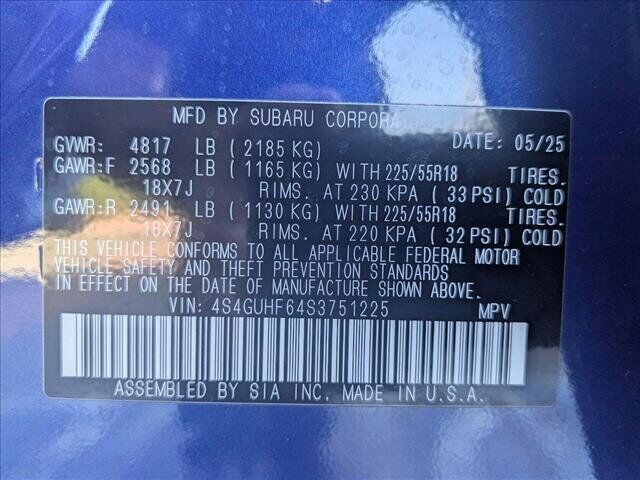 MFD BY SUBARU CORPORAT
GVWR: 4817 LB ( 2185 KG) DATE: 05/25
GAWR:F 2568 LB ( 1165 KG) WITH 225/55R18 TIRES.
18X7J RIMS. AT 230 KPA ( 33 PSI) COLD
GAWR:R 2491 LB ( 1130 KG) WITH 225/55R18 TIRES.
18X7J RIMS. AT 220 KPA ( 32 PSI) COLD
THIS VEHICLE CONFORMS TO ALL APPLICABLE FEDERAL MOTOR
VEHICLE SAFETY AND THEFT PREVENTION STANDARDS
IN EFFECT ON THE DATE OF MANUFACTURE SHOWN ABOVE.
VIN: 4S4GUHF64S3751225 MPV
ASSEMBLED BY SIA INC. MADE IN U.S.A.